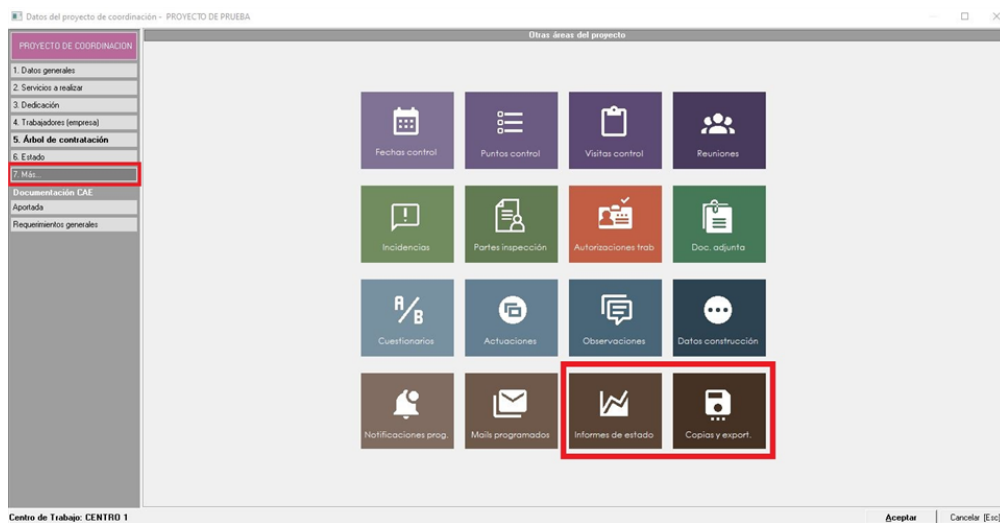 Datos del proyecto de coordinación - PROYECTO DE PRUEBA
PROYECTO DE COORDINACION
1. Datos generales
2. Servicios a realizar
3. Dedicación
4. Trabajadores (empresa)
5. Árbol de contratación
6. Estado
7. Más...
Documentación CAE
Aportada
Requerimientos generales
Otras áreas del proyecto
Fechas control
Puntos control
Visitas control
Reuniones
Incidencias
Partes inspección
Autorizaciones trab
Doc. adjunta
A/B
Cuestionarios
Actuaciones
Observaciones
Datos construcción
Notificaciones prog.
Mails programados
Informes de estado
Copias y export.
Centro de Trabajo: CENTRO 1
Aceptar
Cancelar [Esc]